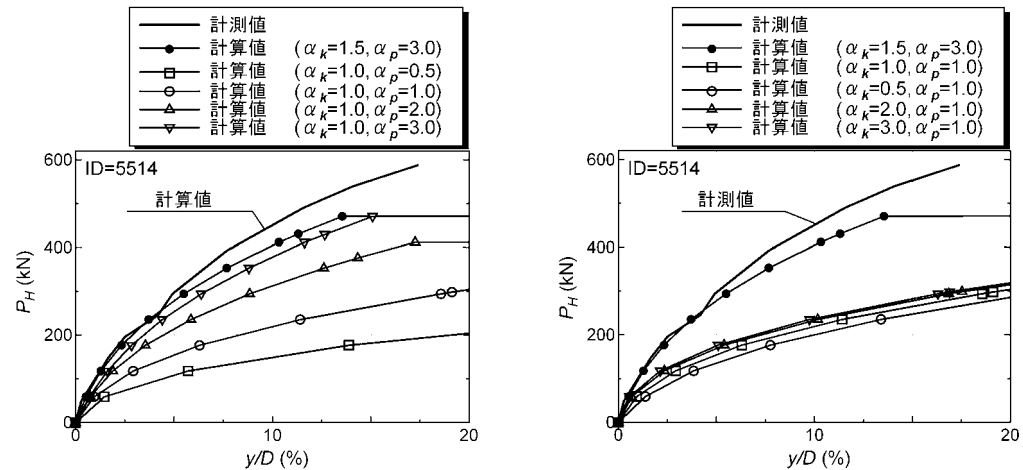 計測値
計算値 (αk=1.5, αp=3.0)
計算値 (αk=1.0, αp=0.5)
計算値 (αk=1.0, αp=1.0)
計算値 (αk=1.0, αp=2.0)
計算値 (αk=1.0, αp=3.0)
600
400
200
0
PH (kN)
ID=5514
計算値
0 5 10 15 20
y/D (%)
計測値
計算値 (αk=1.5, αp=3.0)
計算値 (αk=1.0, αp=1.0)
計算値 (αk=0.5, αp=1.0)
計算値 (αk=2.0, αp=1.0)
計算値 (αk=3.0, αp=1.0)
600
400
200
0
PH (kN)
ID=5514
計測値
0 5 10 15 20
y/D (%)